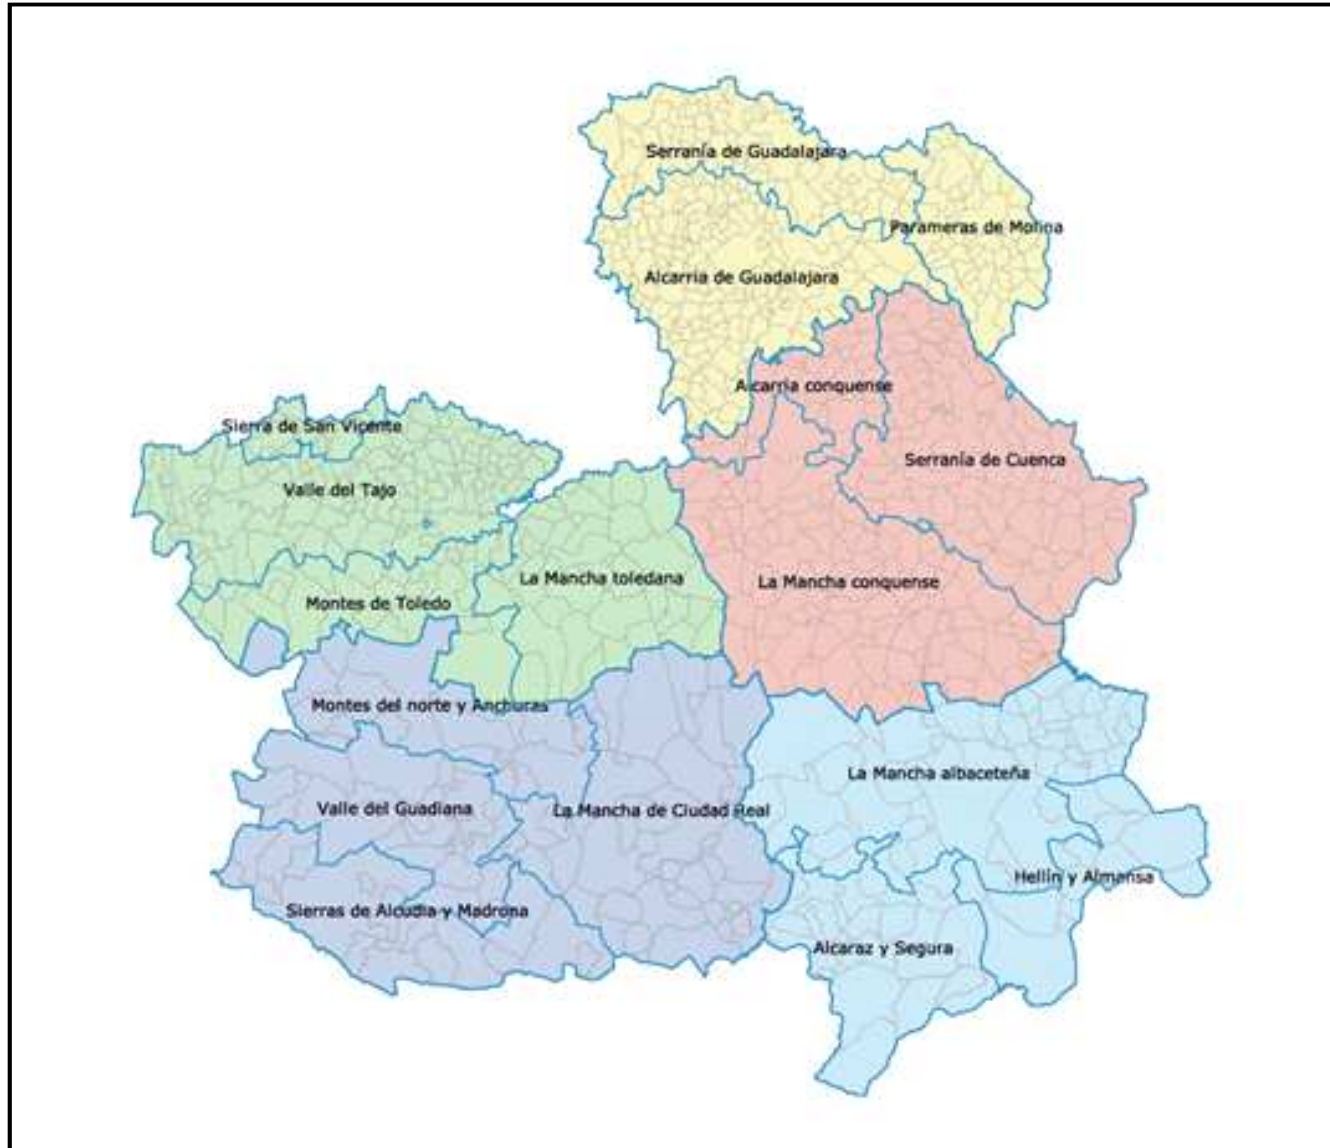 Serranía de Guadalajara
Parameras de Molina
Alcarria de Guadalajara
Alcarria conquense
Sierra de San Vicente
Serranía de Cuenca
Valle del Tajo
La Mancha toledana
La Mancha conquense
Montes de Toledo
Montes del norte y Anchuras
La Mancha albaceteña
Valle del Guadiana
La Mancha de Ciudad Real
Hellín y Almansa
Sierras de Alcudia y Madrona
Alcaraz y Segura